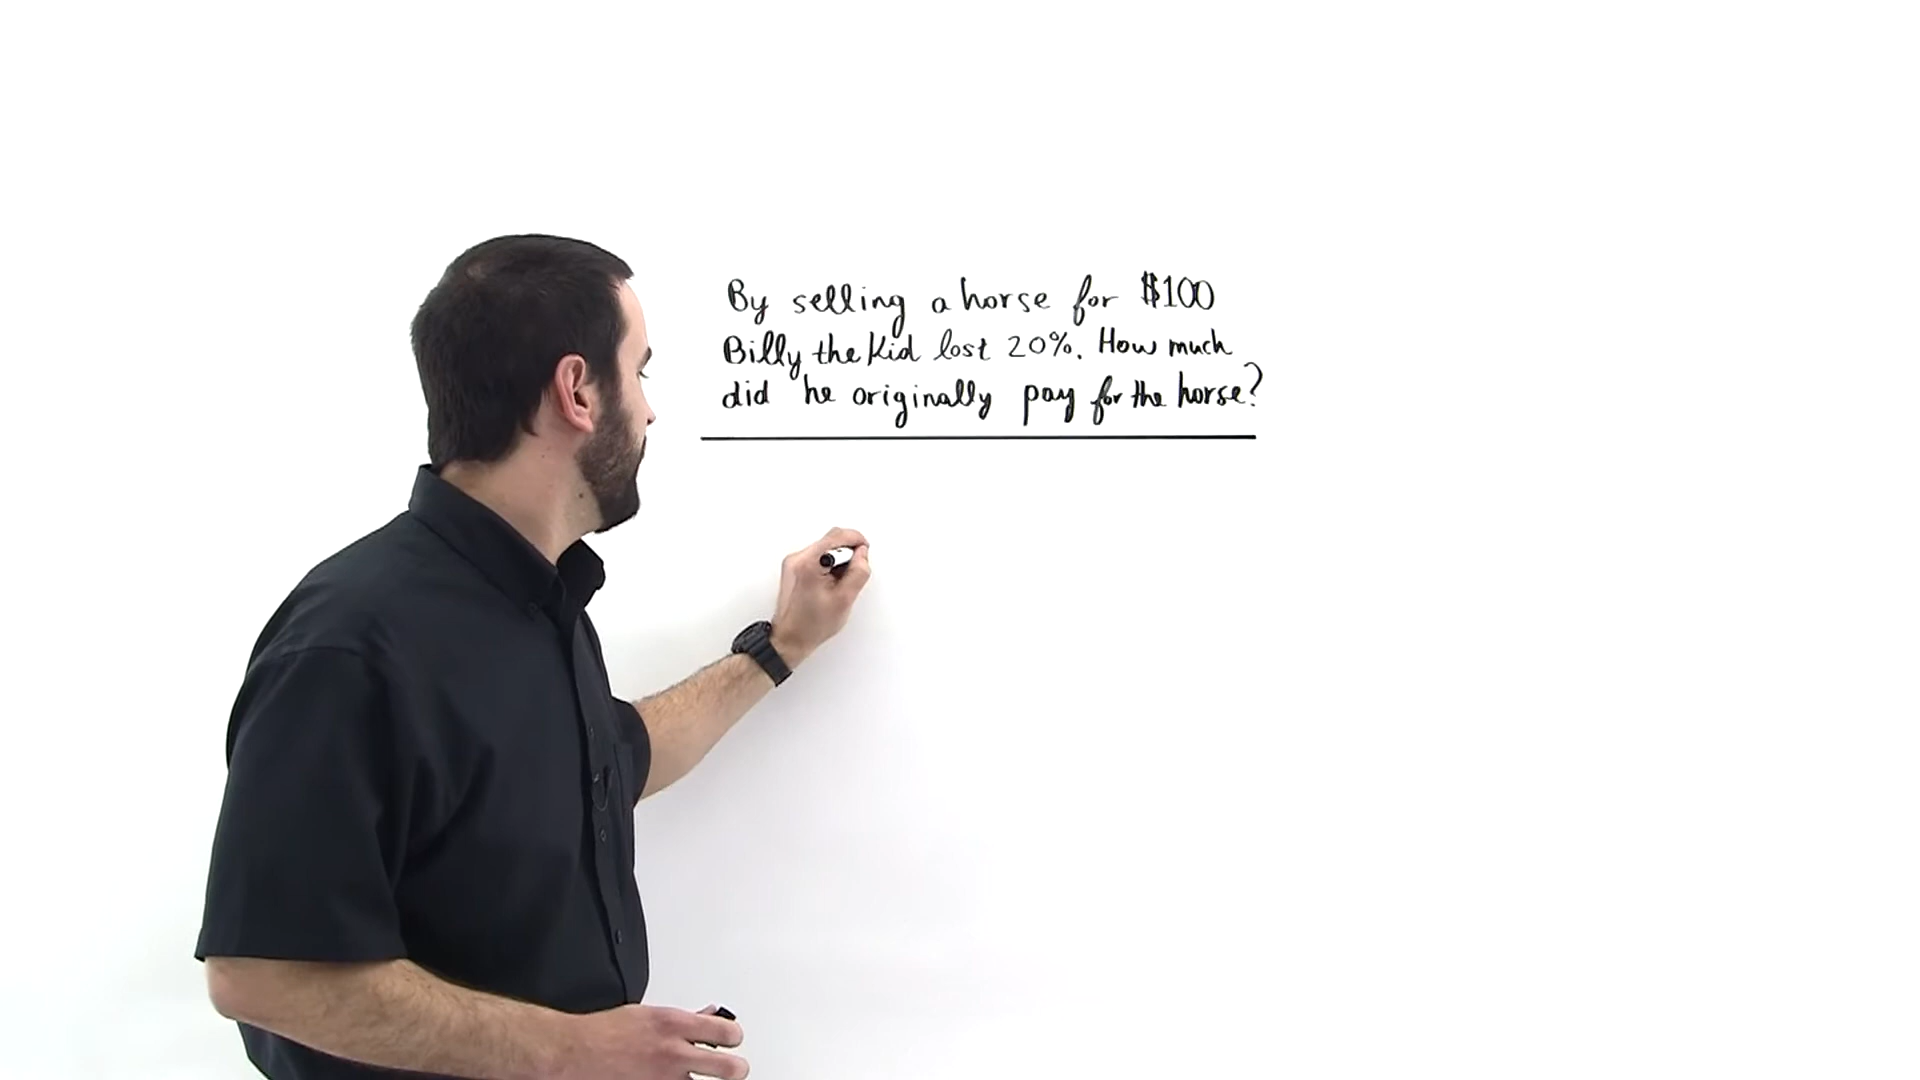 By selling a horse for $100
Billy the Kid lost 20%. How much
did he originally pay for the horse?